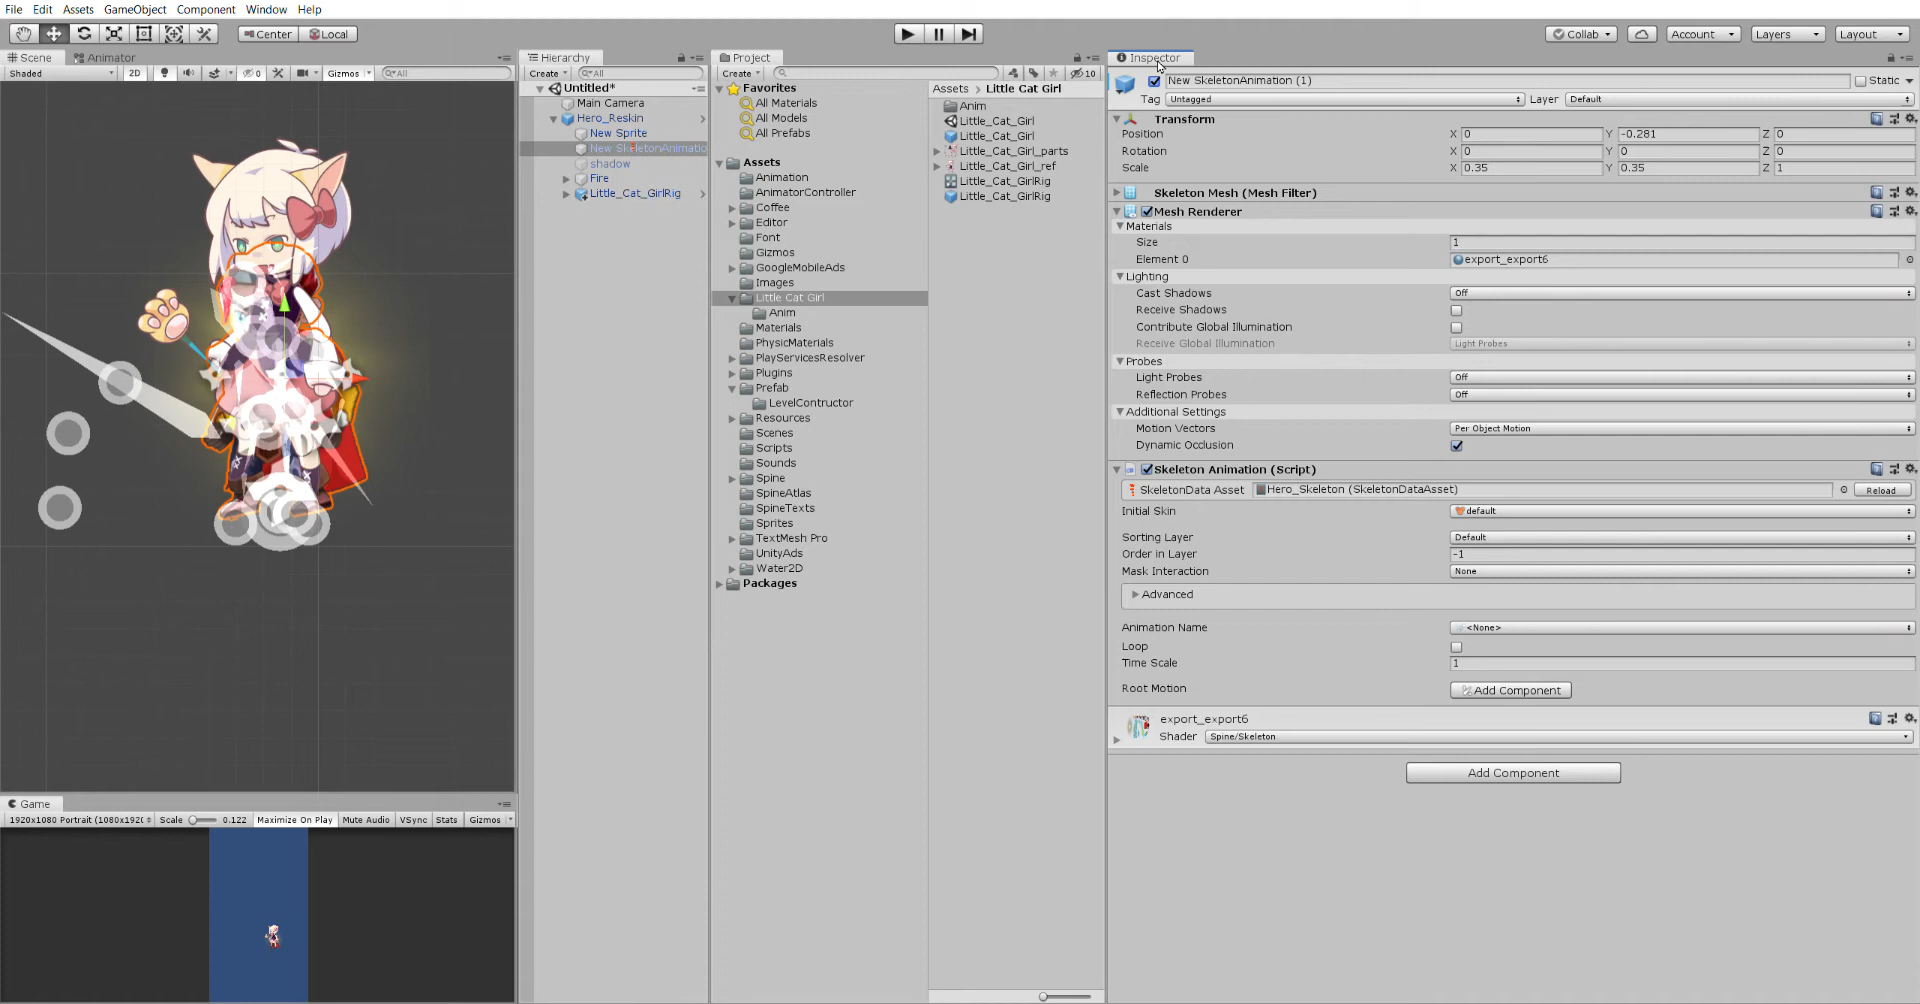 File Edit Assets GameObject Component Window Help
Center Local
Collab Account Layers Layout
Scene Animator
Shaded 2D 0 Gizmos All
Hierarchy
Create All
Untitled*
Main Camera
Hero_Reskin
New Sprite
New SkeletonAnimatio
shadow
Fire
Little_Cat_GirlRig
Project
Create 10
Favorites
All Materials
All Models
All Prefabs
Assets
Animation
AnimatorController
Coffee
Editor
Font
Gizmos
GoogleMobileAds
Images
Little Cat Girl
Anim
Materials
PhysicMaterials
PlayServicesResolver
Plugins
Prefab
LevelContructor
Resources
Scenes
Scripts
Sounds
Spine
SpineAtlas
SpineTexts
Sprites
TextMesh Pro
UnityAds
Water2D
Packages
Assets Little Cat Girl
Anim
Little_Cat_Girl
Little_Cat_Girl
Little_Cat_Girl_parts
Little_Cat_Girl_ref
Little_Cat_GirlRig
Little_Cat_GirlRig
Inspector
New SkeletonAnimation (1) Static
Tag Untagged Layer Default
Transform
Position X 0 Y -0.281 Z 0
Rotation X 0 Y 0 Z 0
Scale X 0.35 Y 0.35 Z 1
Skeleton Mesh (Mesh Filter)
Mesh Renderer
Materials
Size 1
Element 0 export_export6
Lighting
Cast Shadows Off
Receive Shadows
Contribute Global Illumination
Receive Global Illumination Light Probes
Probes
Light Probes Off
Reflection Probes Off
Additional Settings
Motion Vectors Per Object Motion
Dynamic Occlusion
Skeleton Animation (Script)
SkeletonData Asset Hero_Skeleton (SkeletonDataAsset) Reload
Initial Skin default
Sorting Layer Default
Order in Layer -1
Mask Interaction None
Advanced
Animation Name <None>
Loop
Time Scale 1
Root Motion Add Component
export_export6
Shader Spine/Skeleton
Add Component
Game
1920x1080 Portrait (1080x192( Scale 0.122 Maximize On Play Mute Audio VSync Stats Gizmos